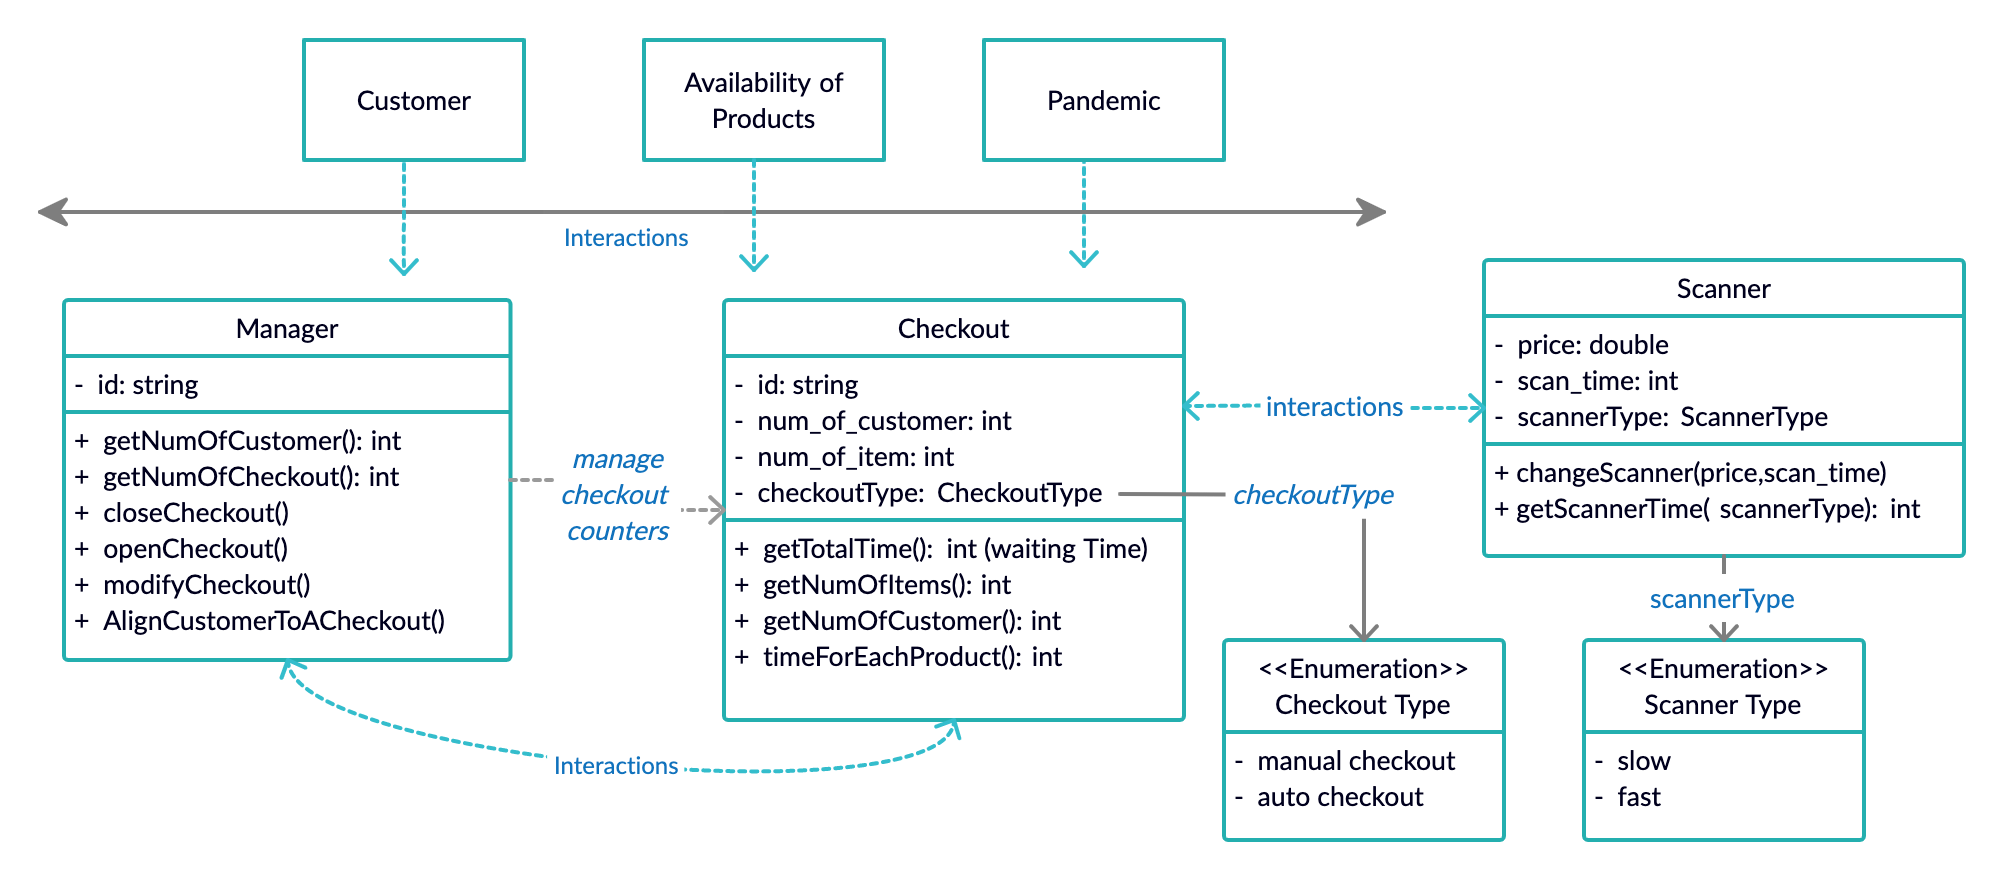 Customer
Availability of
Products
Pandemic
Interactions
Manager
- id: string
+ getNumOfCustomer(): int
+ getNumOfCheckout(): int
+ closeCheckout()
+ openCheckout()
+ modifyCheckout()
+ AlignCustomerToACheckout()
manage
checkout
counters
Checkout
- id: string
- num_of_customer: int
- num_of_item: int
- checkoutType: CheckoutType
+ getTotalTime(): int (waiting Time)
+ getNumOfItems(): int
+ getNumOfCustomer(): int
+ timeForEachProduct(): int
Interactions
interactions
checkoutType
Scanner
- price: double
- scan_time: int
- scannerType: ScannerType
+ changeScanner(price,scan_time)
+ getScannerTime( scannerType): int
scannerType
<<Enumeration>>
Checkout Type
- manual checkout
- auto checkout
<<Enumeration>>
Scanner Type
- slow
- fast